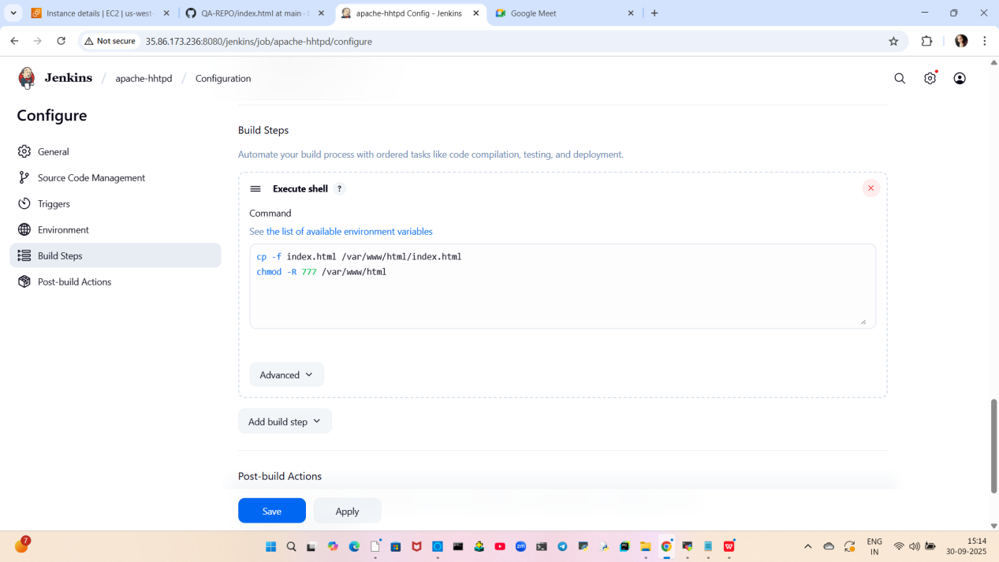 Instance details | EC2 | us-west-
QA-REPO/index.html at main ·
apache-hhtpd Config - Jenkins
Google Meet
Not secure
35.86.173.236:8080/jenkins/job/apache-hhtpd/configure
Jenkins / apache-hhtpd / Configuration
Configure
General
Source Code Management
Triggers
Environment
Build Steps
Post-build Actions
Build Steps
Automate your build process with ordered tasks like code compilation, testing, and deployment.
Execute shell ?
Command
See the list of available environment variables
cp -f index.html /var/www/html/index.html
chmod -R 777 /var/www/html
Advanced
Add build step
Post-build Actions
Save
Apply
7
zm
PC
ENG
IN
15:14
30-09-2025